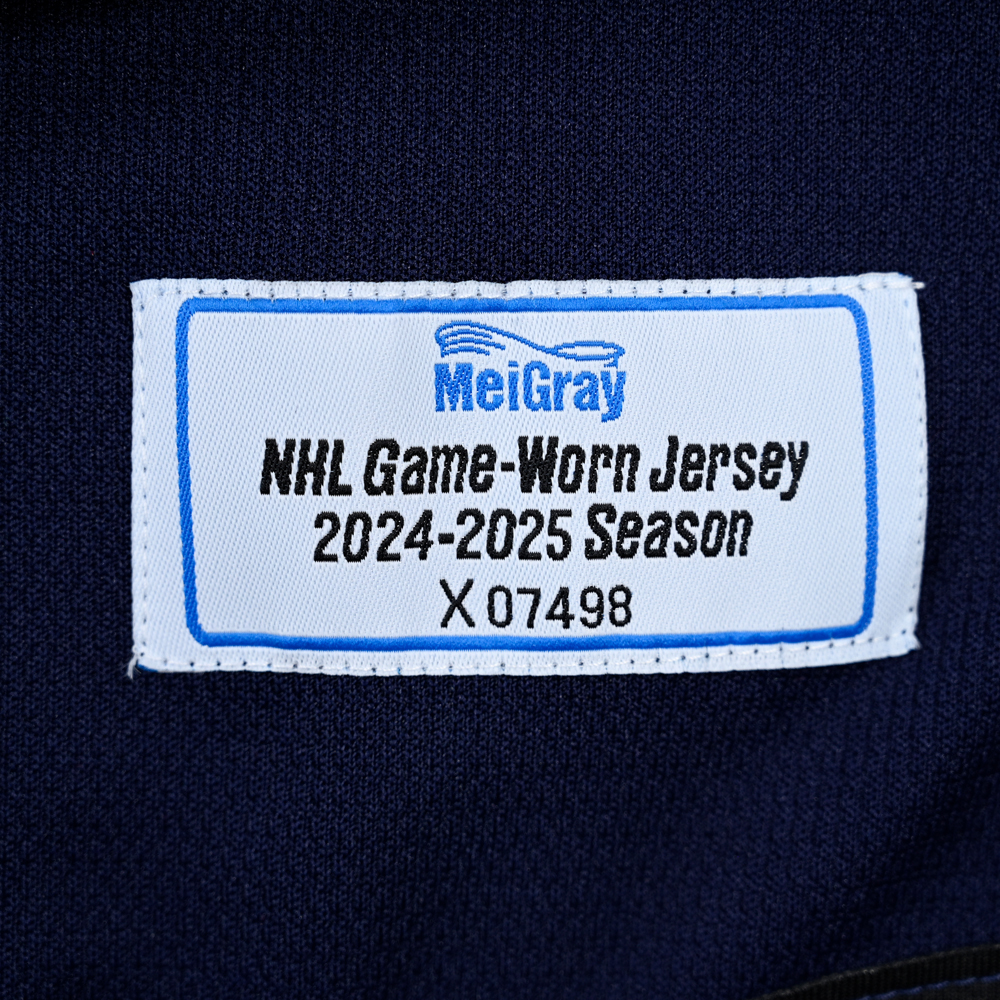 MeiGray
NHL Game-Worn Jersey
2024-2025 Season
X 07498